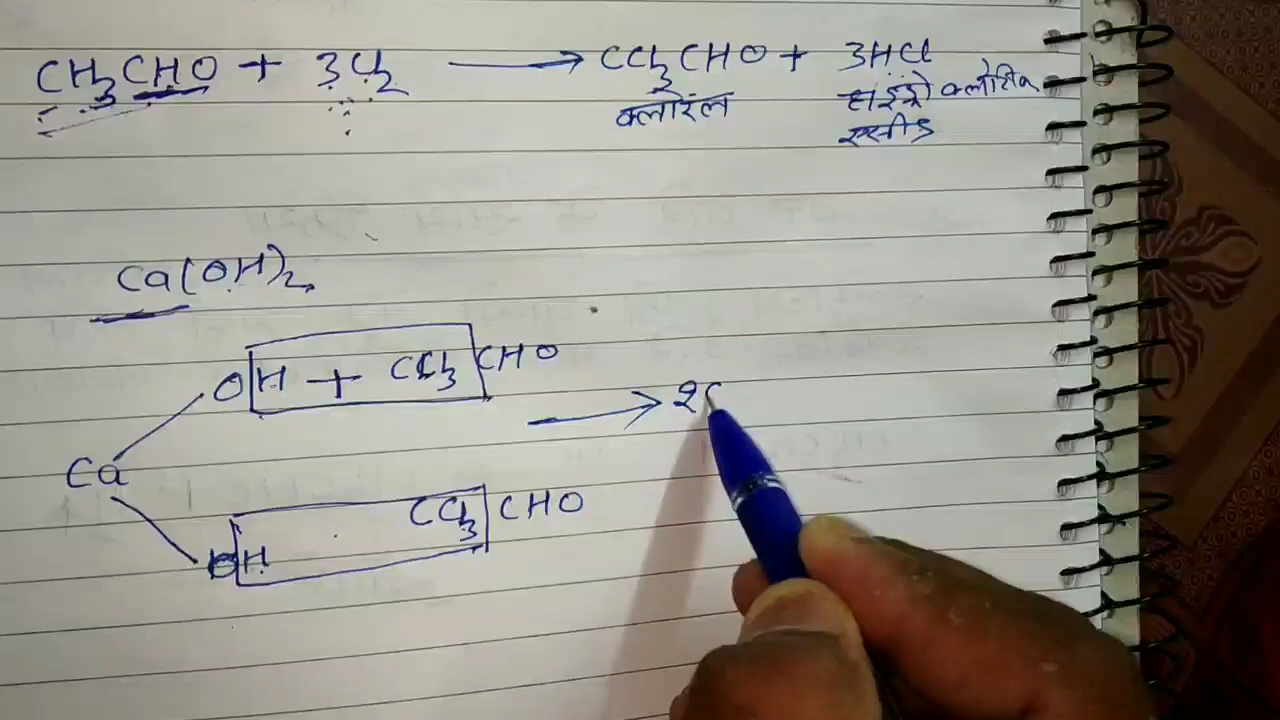 CH3CHO + 3Cl2 → CCl3CHO + 3HCl
क्लोरल हाइड्रो क्लोरिक
एसीड
Ca(OH)2
OH + CCl3CHO
→ 2C
Ca
CCl3CHO
OH